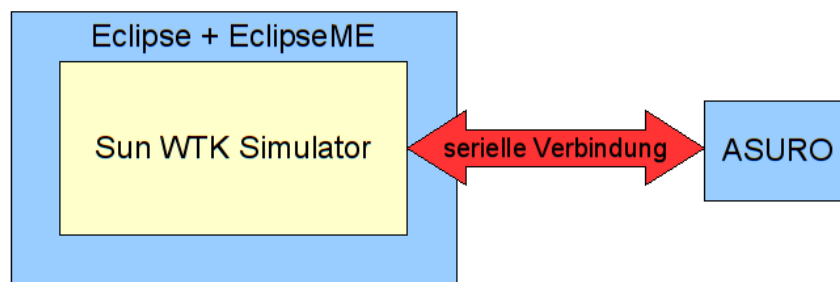 Eclipse + EclipseME
Sun WTK Simulator
serielle Verbindung
ASURO